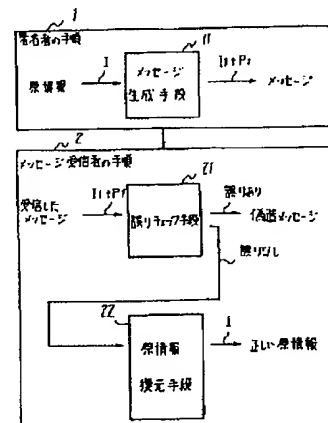 1
署名者の手順
11
原情報
I
メッセージ
生成手段
Is+Ps
メッセージ
2
メッセージ受信者の手順
21
受信した
メッセージ
誤りチェック手段
誤りあり
偽造メッセージ
誤りなし
22
原情報
復元手段
I
正しい原情報